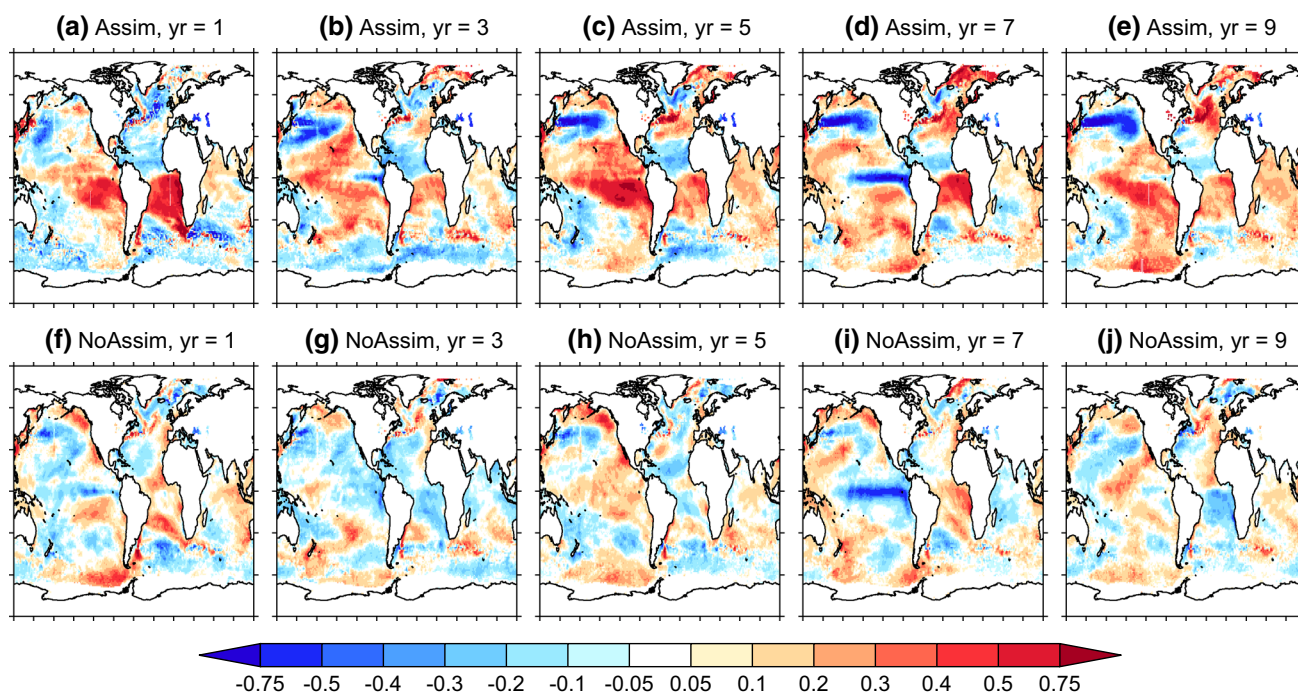 (a) Assim, yr = 1 (b) Assim, yr = 3 (c) Assim, yr = 5 (d) Assim, yr = 7 (e) Assim, yr = 9
(f) NoAssim, yr = 1 (g) NoAssim, yr = 3 (h) NoAssim, yr = 5 (i) NoAssim, yr = 7 (j) NoAssim, yr = 9
-0.75 -0.5 -0.4 -0.3 -0.2 -0.1 -0.05 0.05 0.1 0.2 0.3 0.4 0.5 0.75